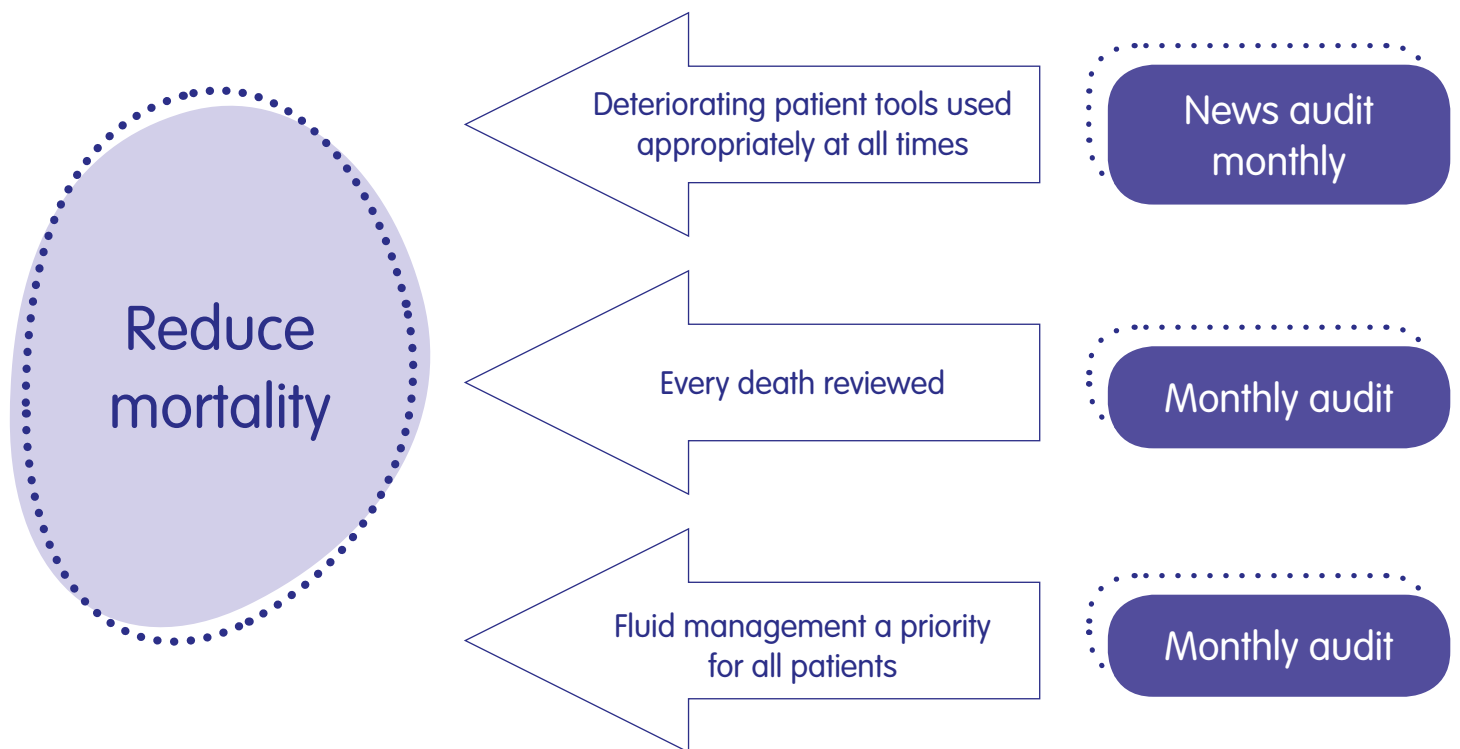 Reduce
mortality
Deteriorating patient tools used
appropriately at all times
News audit
monthly
Every death reviewed
Monthly audit
Fluid management a priority
for all patients
Monthly audit